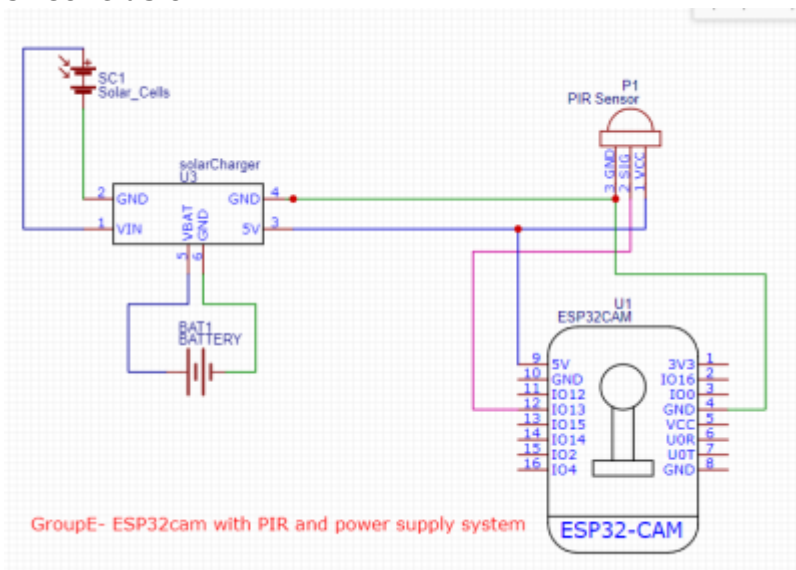 SC1
Solar_Cells
P1
PIR Sensor
3 GND
2 SIG
1 VCC
solarCharger
U3
2 GND
1 VIN
GND 4
5V 3
VBAT 5
GND 6
BAT1
BATTERY
U1
ESP32CAM
9 5V
10 GND
11 IO12
12 IO13
13 IO15
14 IO14
15 IO2
16 IO4
3V3 1
IO16 2
IO0 3
GND 4
VCC 5
U0R 6
U0T 7
GND 8
ESP32-CAM
GroupE- ESP32cam with PIR and power supply system